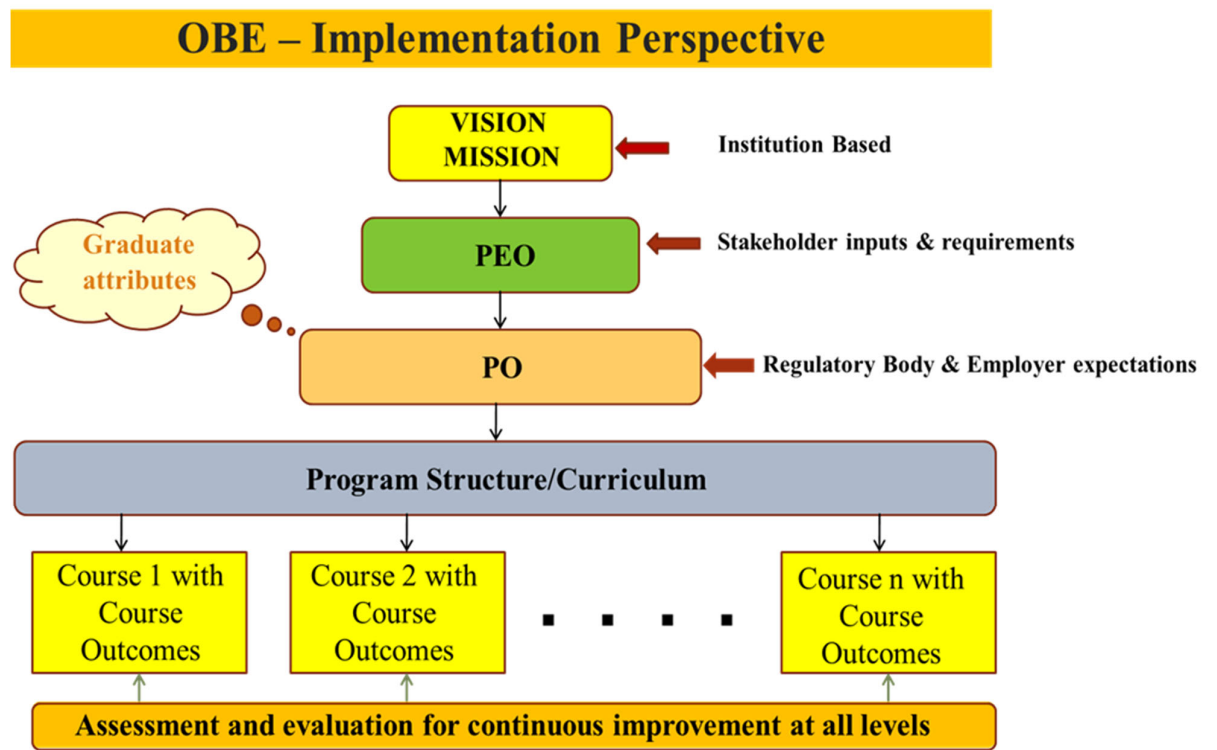 OBE – Implementation Perspective
VISION
MISSION
Institution Based
PEO
Stakeholder inputs & requirements
Graduate
attributes
PO
Regulatory Body & Employer expectations
Program Structure/Curriculum
Course 1 with
Course
Outcomes
Course 2 with
Course
Outcomes
Course n with
Course
Outcomes
Assessment and evaluation for continuous improvement at all levels